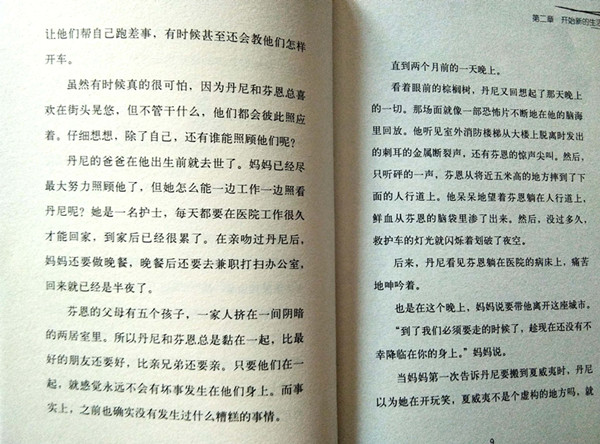 让他们帮自己跑差事，有时候甚至还会教他们怎样
开车。
虽然有时候真的很可怕，因为丹尼和芬恩总喜
欢在街头晃悠，但不管干什么，他们都会彼此照应
着。仔细想想，除了自己，还有谁能照顾他们呢？
丹尼的爸爸在他出生前就去世了。妈妈已经尽
最大努力照顾他了，但她怎么能一边工作一边照看
丹尼呢？她是一名护士，每天都要在医院工作很久
才能回家，到家后已经很累了。在亲吻过丹尼后，
妈妈还要做晚餐，晚餐后还要去兼职打扫办公室，
回来就已经是半夜了。
芬恩的父母有五个孩子，一家人挤在一间阴暗
的两居室里。所以丹尼和芬恩总是黏在一起，比最
好的朋友还要好，比亲兄弟还要亲。只要他们在一
起，就感觉永远不会有坏事发生在他们身上。而事
实上，之前也确实没有发生过什么糟糕的事情。
第二章 开始新的生活
直到两个月前的一天晚上。
看着眼前的棕榈树，丹尼又回想起了那天晚上
的一切。那场面就像一部恐怖片不断地在他的脑海
里回放。他听见室外消防楼梯从大楼上脱离时发出
的刺耳的金属断裂声，还有芬恩的惊声尖叫。然后，
只听砰的一声，芬恩从将近五米高的地方摔到了下
面的人行道上。他呆呆地望着芬恩躺在人行道上，
鲜血从芬恩的脑袋里渗了出来。然后，没过多久，
救护车的灯光就闪烁着划破了夜空。
后来，丹尼看见芬恩躺在医院的病床上，痛苦
地呻吟着。
也是在这个晚上，妈妈说要带他离开这座城市。
“到了我们必须要走的时候了，趁现在还没有不
幸降临在你的身上。”妈妈说。
当妈妈第一次告诉丹尼要搬到夏威夷时，丹尼
以为她在开玩笑，夏威夷不是个虚构的地方吗，就
9